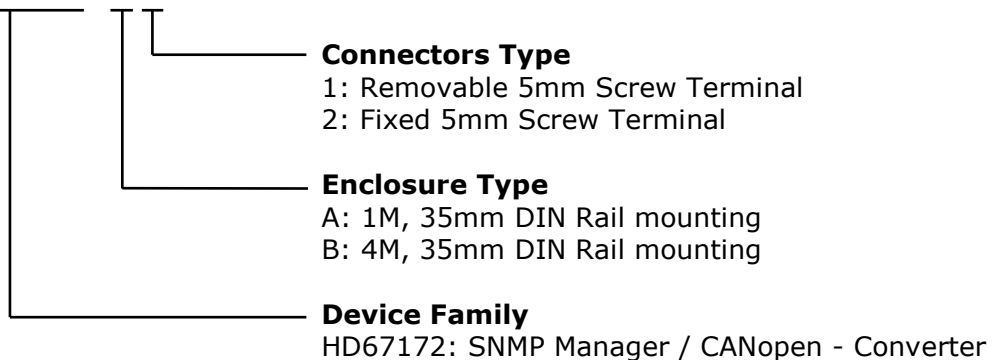 Connectors Type
1: Removable 5mm Screw Terminal
2: Fixed 5mm Screw Terminal
Enclosure Type
A: 1M, 35mm DIN Rail mounting
B: 4M, 35mm DIN Rail mounting
Device Family
HD67172: SNMP Manager / CANopen - Converter